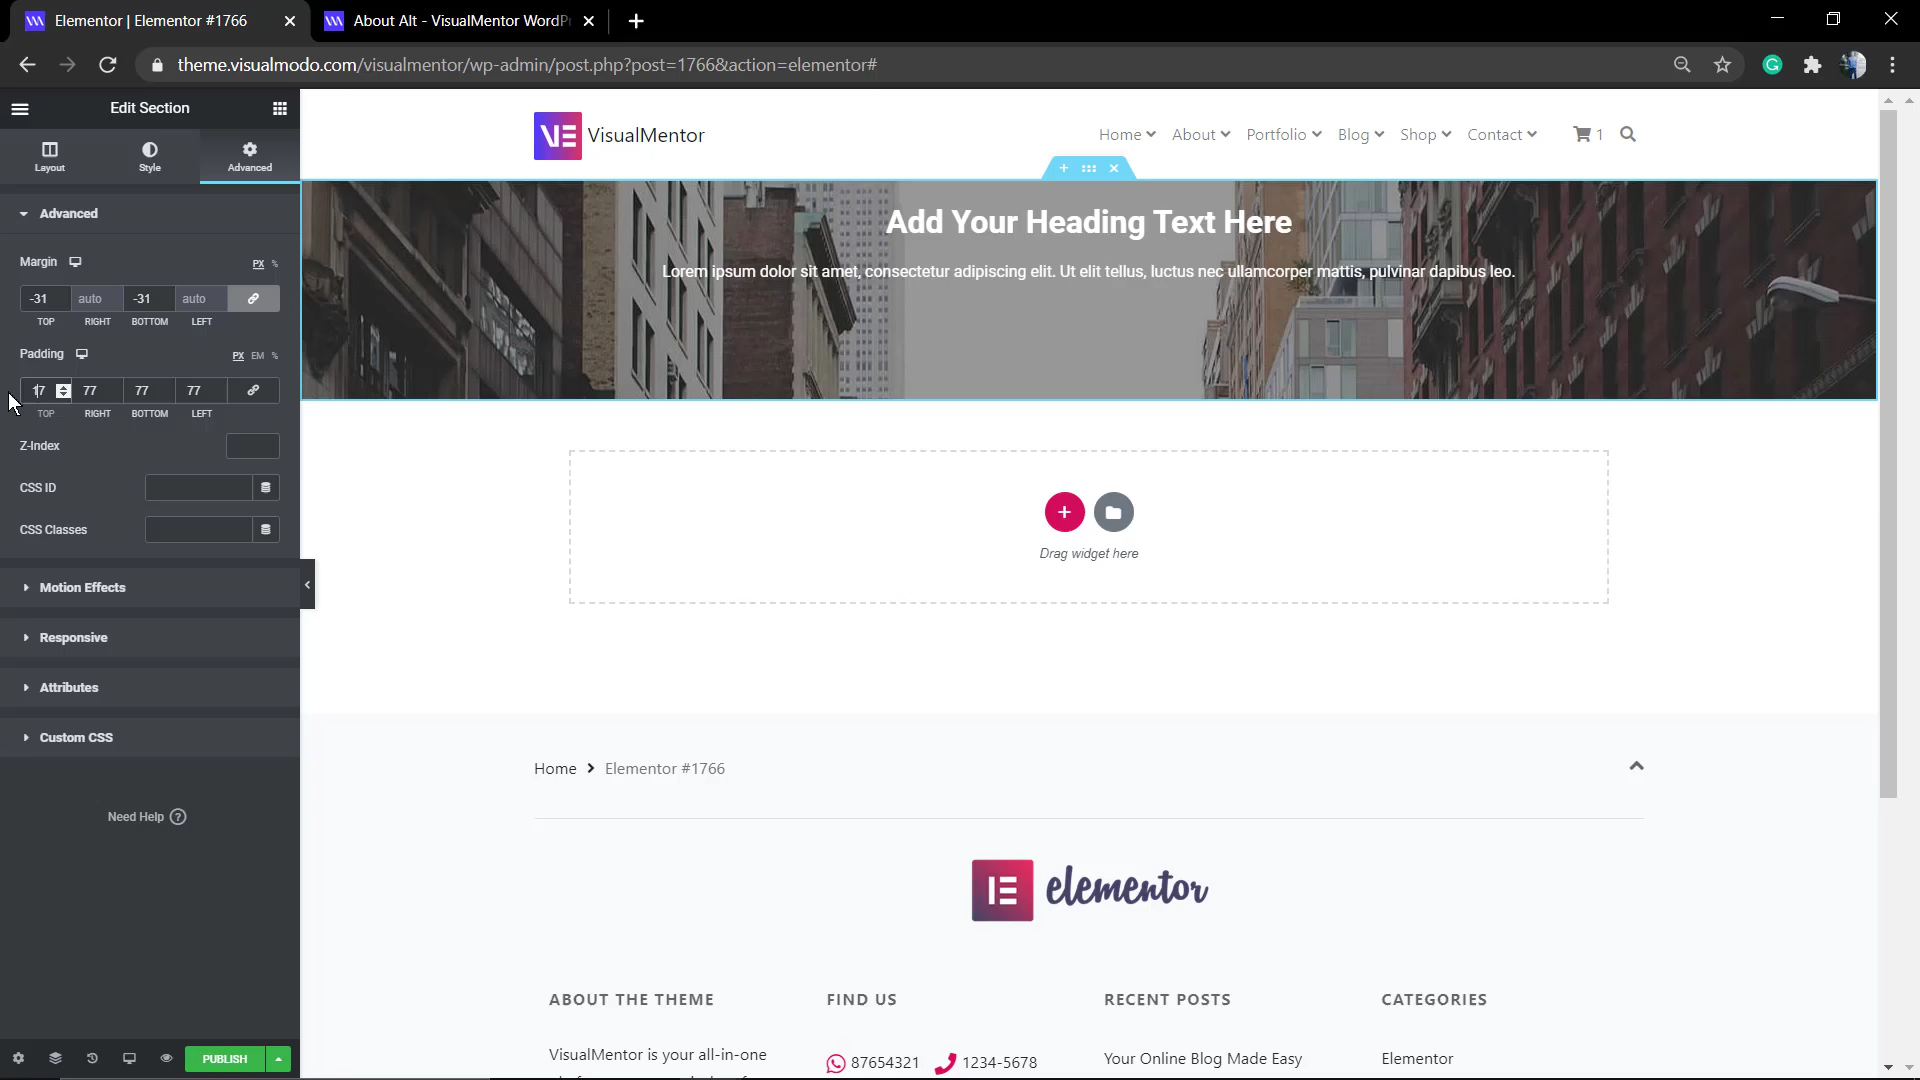 Elementor | Elementor #1766
About Alt - VisualMentor WordP
theme.visualmodo.com/visualmentor/wp-admin/post.php?post=1766&action=elementor#
Edit Section
Layout
Style
Advanced
Advanced
Margin
PX %
-31 auto -31 auto
TOP RIGHT BOTTOM LEFT
Padding
PX EM %
17 77 77 77
TOP RIGHT BOTTOM LEFT
Z-Index
CSS ID
CSS Classes
Motion Effects
Responsive
Attributes
Custom CSS
Need Help ?
PUBLISH
VisualMentor
Home About Portfolio Blog Shop Contact 1
Add Your Heading Text Here
Lorem ipsum dolor sit amet, consectetur adipiscing elit. Ut elit tellus, luctus nec ullamcorper mattis, pulvinar dapibus leo.
Drag widget here
Home > Elementor #1766
elementor
ABOUT THE THEME
FIND US
RECENT POSTS
CATEGORIES
VisualMentor is your all-in-one
87654321 1234-5678
Your Online Blog Made Easy
Elementor